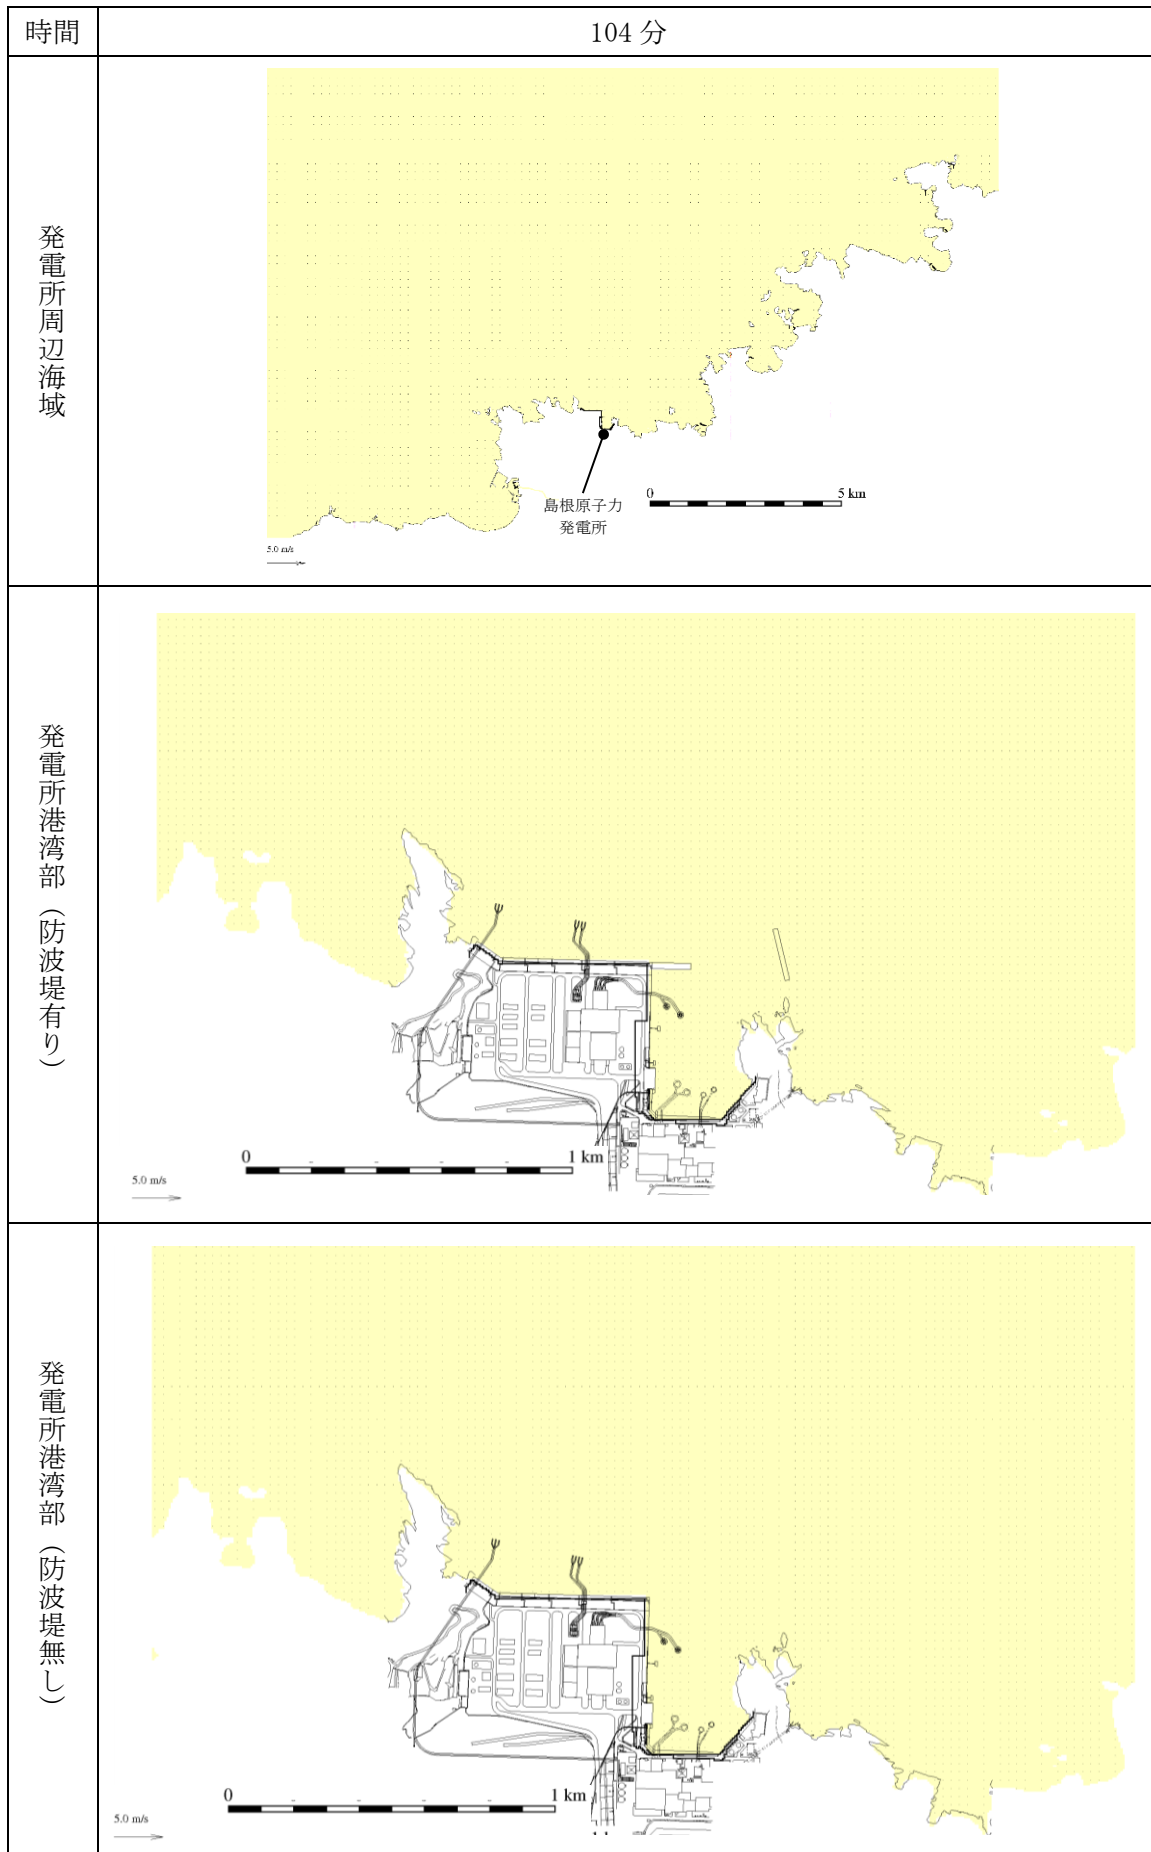 時間
104 分
発電所周辺海域
島根原子力
発電所
0
5 km
5.0 m/s
発電所港湾部（防波堤有り）
0
1 km
5.0 m/s
発電所港湾部（防波堤無し）
0
1 km
5.0 m/s